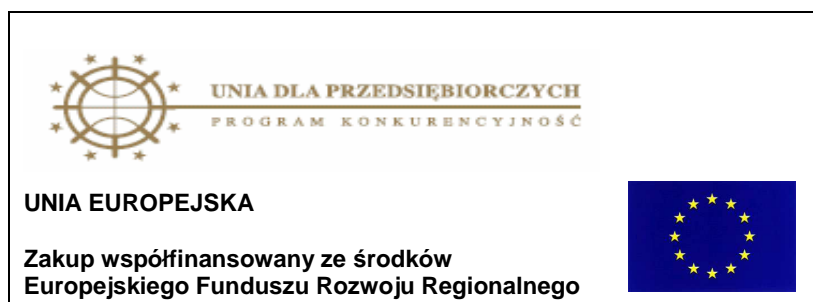 UNIA DLA PRZEDSIĘBIORCZYCH
PROGRAM KONKURENCYJNOŚĆ
UNIA EUROPEJSKA
Zakup współfinansowany ze środków
Europejskiego Funduszu Rozwoju Regionalnego